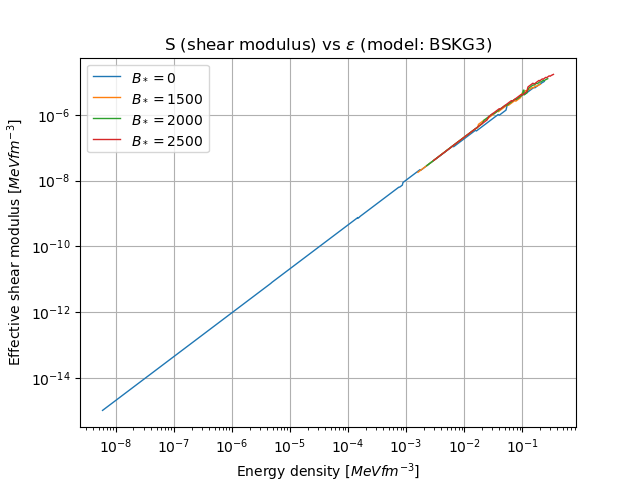 S (shear modulus) vs ε (model: BSKG3)
B* = 0
B* = 1500
B* = 2000
B* = 2500
Effective shear modulus [MeVfm⁻³]
10⁻⁶
10⁻⁸
10⁻¹⁰
10⁻¹²
10⁻¹⁴
10⁻⁸ 10⁻⁷ 10⁻⁶ 10⁻⁵ 10⁻⁴ 10⁻³ 10⁻² 10⁻¹
Energy density [MeVfm⁻³]